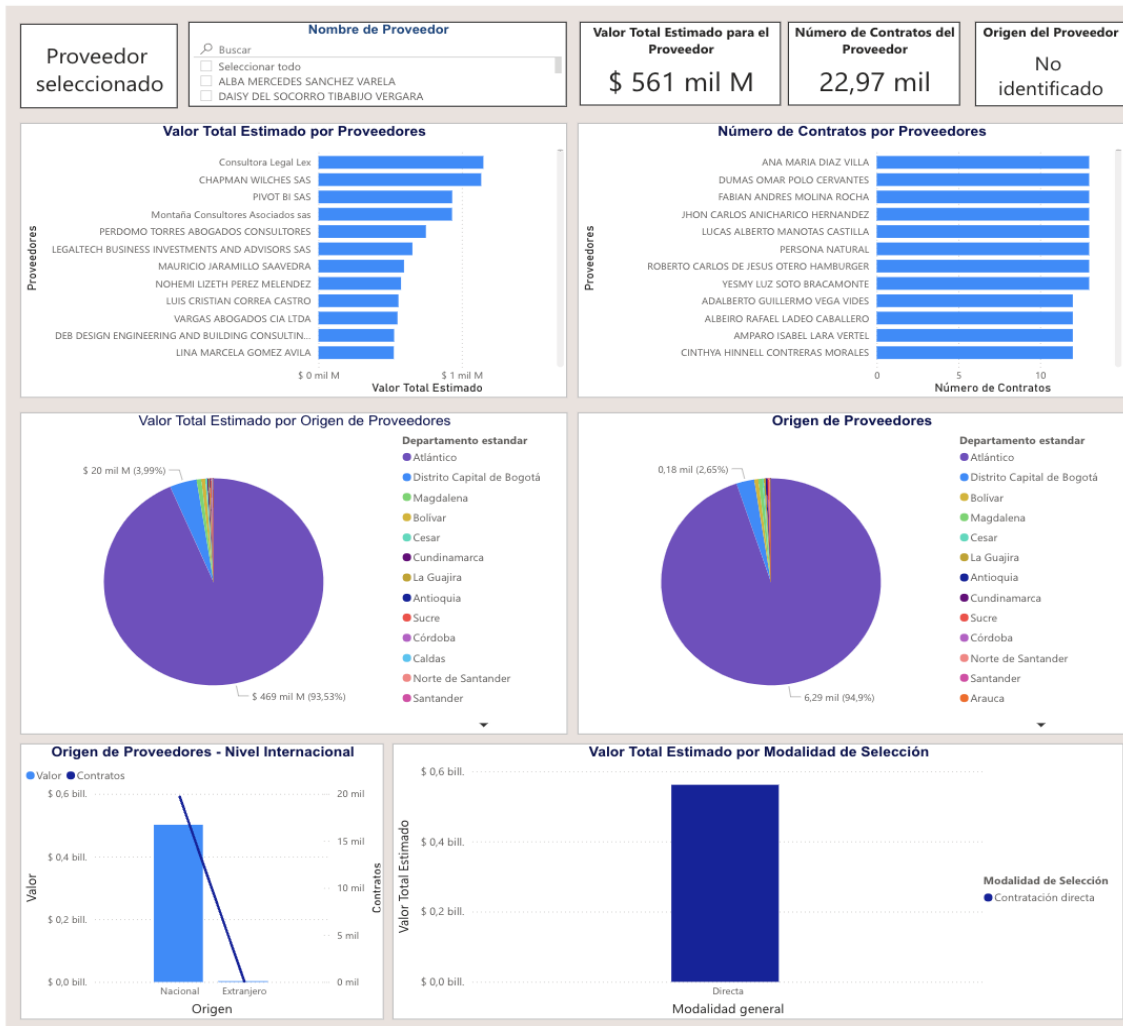 Proveedor
seleccionado
Nombre de Proveedor
Buscar
Seleccionar todo
ALBA MERCEDES SANCHEZ VARELA
DAISY DEL SOCORRO TIBABIJO VERGARA
Valor Total Estimado para el
Proveedor
$ 561 mil M
Número de Contratos del
Proveedor
22,97 mil
Origen del Proveedor
No
identificado
Valor Total Estimado por Proveedores
Proveedores
Consultora Legal Lex
CHAPMAN WILCHES SAS
PIVOT BI SAS
Montaña Consultores Asociados sas
PERDOMO TORRES ABOGADOS CONSULTORES
LEGALTECH BUSINESS INVESTMENTS AND ADVISORS SAS
MAURICIO JARAMILLO SAAVEDRA
NOHEMI LIZETH PEREZ MELENDEZ
LUIS CRISTIAN CORREA CASTRO
VARGAS ABOGADOS CIA LTDA
DEB DESIGN ENGINEERING AND BUILDING CONSULTIN...
LINA MARCELA GOMEZ AVILA
$ 0 mil M $ 1 mil M
Valor Total Estimado
Número de Contratos por Proveedores
Proveedores
ANA MARIA DIAZ VILLA
DUMAS OMAR POLO CERVANTES
FABIAN ANDRES MOLINA ROCHA
JHON CARLOS ANICHARICO HERNANDEZ
LUCAS ALBERTO MANOTAS CASTILLA
PERSONA NATURAL
ROBERTO CARLOS DE JESUS OTERO HAMBURGER
YESMY LUZ SOTO BRACAMONTE
ADALBERTO GUILLERMO VEGA VIDES
ALBEIRO RAFAEL LADEO CABALLERO
AMPARO ISABEL LARA VERTEL
CINTHYA HINNELL CONTRERAS MORALES
0 5 10
Número de Contratos
Valor Total Estimado por Origen de Proveedores
$ 20 mil M (3,99%)
$ 469 mil M (93,53%)
Departamento estandar
Atlántico
Distrito Capital de Bogotá
Magdalena
Bolívar
Cesar
Cundinamarca
La Guajira
Antioquia
Sucre
Córdoba
Caldas
Norte de Santander
Santander
Origen de Proveedores
0,18 mil (2,65%)
6,29 mil (94,9%)
Departamento estandar
Atlántico
Distrito Capital de Bogotá
Bolívar
Magdalena
Cesar
La Guajira
Antioquia
Cundinamarca
Sucre
Córdoba
Norte de Santander
Santander
Arauca
Origen de Proveedores - Nivel Internacional
Valor Contratos
Valor
$ 0,6 bill.
$ 0,4 bill.
$ 0,2 bill.
$ 0,0 bill.
20 mil
15 mil
10 mil
5 mil
0 mil
Contratos
Nacional Extranjero
Origen
Valor Total Estimado por Modalidad de Selección
Valor Total Estimado
$ 0,6 bill.
$ 0,4 bill.
$ 0,2 bill.
$ 0,0 bill.
Directa
Modalidad general
Modalidad de Selección
Contratación directa